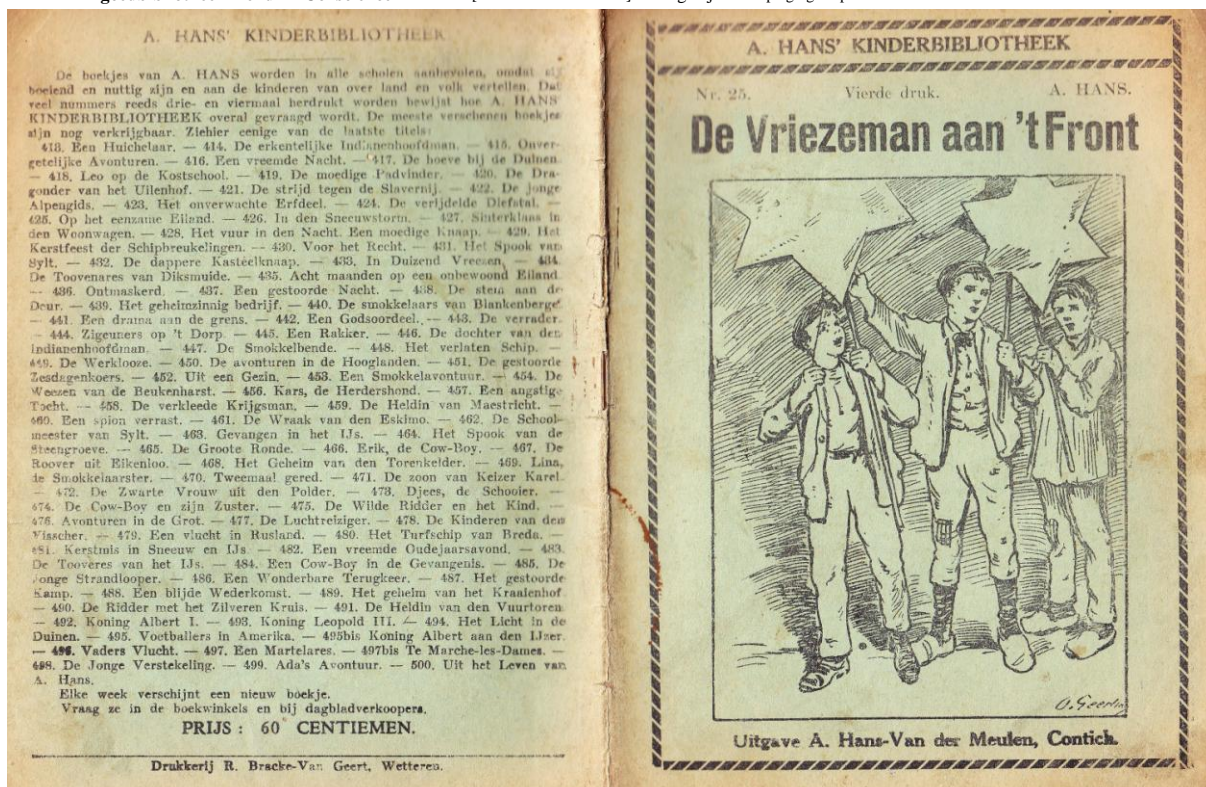 A. HANS' KINDERBIBLIOTHEEK
De boekjes van A. HANS worden in alle scholen aanbevolen, omdat zij
boeiend en nuttig zijn en aan de kinderen van over land en volk vertellen. Dat
veel nummers reeds drie- en viermaal herdrukt worden bewijst hoe A. HANS'
KINDERBIBLIOTHEEK overal gevraagd wordt. De meeste verschenen boekjes
zijn nog verkrijgbaar. Ziehier eenige van de laatste titels:
413. Een Huichelaar. — 414. De erkentelijke Indianenhoofdman. — 415. Onver-
getelijke Avonturen. — 416. Een vreemde Nacht. — 417. De hoeve bij de Duinen.
— 418. Leo op de Kostschool. — 419. De moedige Padvinder. — 420. De Dra-
gonder van het Uilenhof. — 421. De strijd tegen de Slavernij. — 422. De jonge
Alpengids. — 423. Het onverwachte Erfdeel. — 424. De verijdelde Diefstal. —
425. Op het eenzame Eiland. — 426. In den Sneeuwstorm. — 427. Sinterklaas in
den Woonwagen. — 428. Het vuur in den Nacht. Een moedige Knaap. — 429. Het
Kerstfeest der Schipbreukelingen. — 430. Voor het Recht. — 431. Het Spook van
Sylt. — 432. De dappere Kasteelknaap. — 433. In Duizend Vreezen. — 434.
De Toovenares van Diksmuide. — 435. Acht maanden op een onbewoond Eiland.
— 436. Ontmaskerd. — 437. Een gestoorde Nacht. — 438. De stem aan de
Deur. — 439. Het geheimzinnig bedrijf. — 440. De smokkelaars van Blankenberge.
— 441. Een drama aan de grens. — 442. Een Godsoordeel. — 443. De verrader.
— 444. Zigeuners op 't Dorp. — 445. Een Rakker. — 446. De dochter van den
Indianenhoofdman. — 447. De Smokkelbende. — 448. Het verlaten Schip. —
449. De Werklooze. — 450. De avonturen in de Hooglanden. — 451. De gestoorde
Zesdagenkoers. — 452. Uit een Gezin. — 453. Een Smokkelavontuur. — 454. De
Weezen van de Beukenhorst. — 456. Kars, de Herdershond. — 457. Een angstige
Tocht. — 458. De verkleede Krijgsman. — 459. De Heldin van Maestricht. —
460. Een spion verrast. — 461. De Wraak van den Eskimo. — 462. De School-
meester van Sylt. — 463. Gevangen in het IJs. — 464. Het Spook van de
Steengroeve. — 465. De Groote Ronde. — 466. Erik, de Cow-Boy. — 467. De
Roover uit Eikenloo. — 468. Het Geheim van den Torenkelder. — 469. Lina,
de Smokkelaarster. — 470. Tweemaal gered. — 471. De zoon van Keizer Karel.
— 472. De Zwarte Vrouw uit den Polder. — 473. Djees, de Schooier. —
474. De Cow-Boy en zijn Zuster. — 475. De Wilde Ridder en het Kind. —
476. Avonturen in de Grot. — 477. De Luchtreiziger. — 478. De Kinderen van den
Visscher. — 479. Een vlucht in Rusland. — 480. Het Turfschip van Breda. —
481. Kerstmis in Sneeuw en IJs. — 482. Een vreemde Oudejaarsavond. — 483.
De Tooveres van het IJs. — 484. Een Cow-Boy in de Gevangenis. — 485. De
Jonge Strandlooper. — 486. Een Wonderbare Terugkeer. — 487. Het gestoorde
Kamp. — 488. Een blijde Wederkomst. — 489. Het geheim van het Kraaienhof.
— 490. De Ridder met het Zilveren Kruis. — 491. De Heldin van den Vuurtoren.
— 492. Koning Albert I. — 493. Koning Leopold III. — 494. Het Licht in de
Duinen. — 495. Voetballers in Amerika. — 495bis Koning Albert aan den IJzer.
— 496. Vaders Vlucht. — 497. Een Martelares. — 497bis Te Marche-les-Dames. —
498. De Jonge Verstekeling. — 499. Ada's Avontuur. — 500. Uit het Leven van
A. Hans.
Elke week verschijnt een nieuw boekje.
Vraag ze in de boekwinkels en bij dagbladverkoopers.
PRIJS : 60 CENTIEMEN.
Drukkerij R. Bracke-Van Geert, Wetteren.
A. HANS' KINDERBIBLIOTHEEK
Nr. 25. Vierde druk. A. HANS.
De Vriezeman aan 't Front
Uitgave A. Hans-Van der Meulen, Contich.